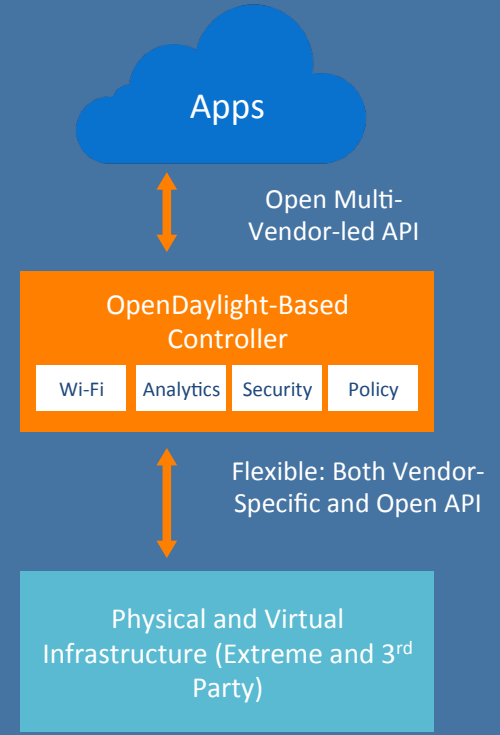 Apps
Open Multi-
Vendor-led API
OpenDaylight-Based
Controller
Wi-Fi
Analytics
Security
Policy
Flexible: Both Vendor-
Specific and Open API
Physical and Virtual
Infrastructure (Extreme and 3rd
Party)